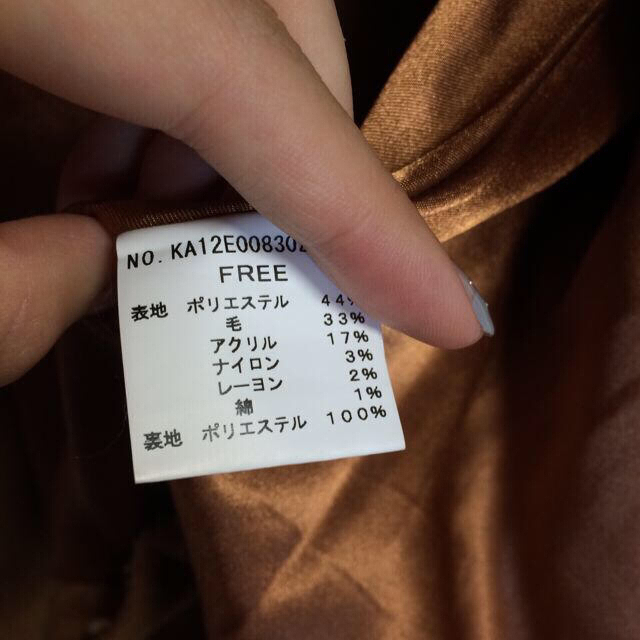 NO. KA12E008302
FREE
表地 ポリエステル 44%
毛 33%
アクリル 17%
ナイロン 3%
レーヨン 2%
綿 1%
裏地 ポリエステル 100%